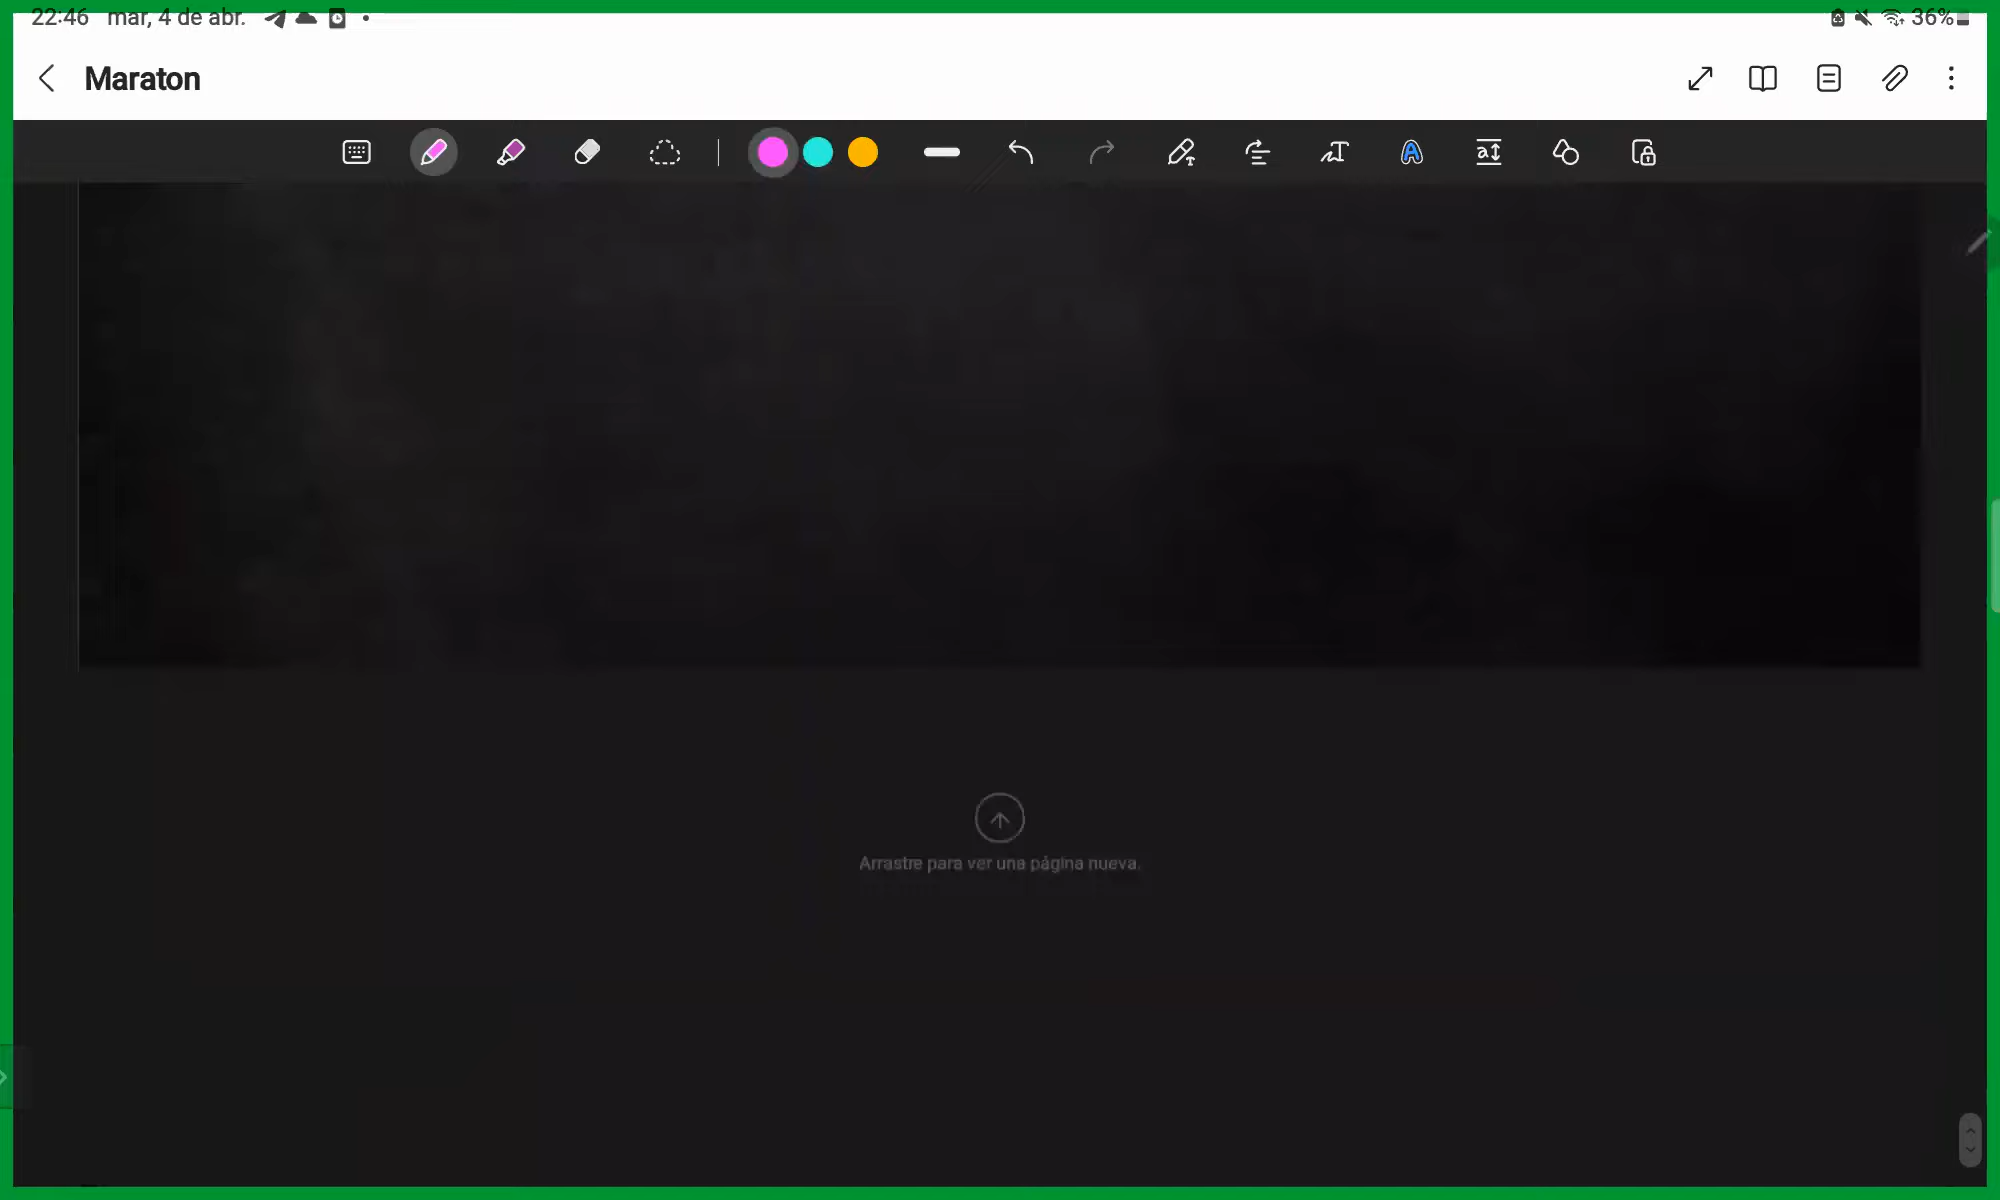 22:46 mar, 4 de abr.
36%
Maraton
Arrastre para ver una página nueva.